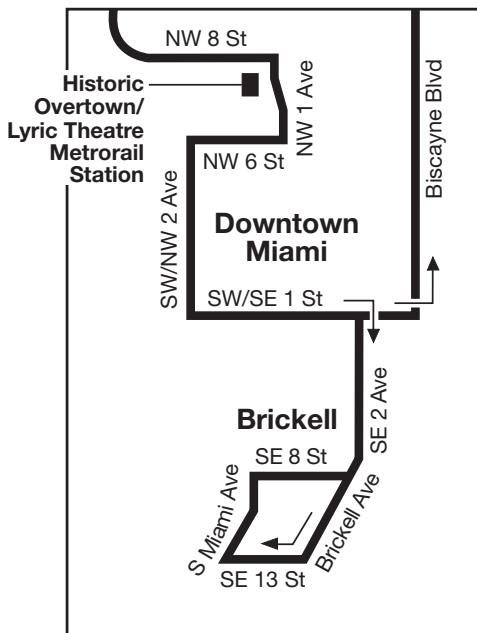 NW 8 St
Historic
Overtown/
Lyric Theatre
Metrorail
Station
NW 1 Ave
Biscayne Blvd
NW 6 St
SW/NW 2 Ave
Downtown
Miami
SW/SE 1 St
SE 2 Ave
Brickell
SE 8 St
S Miami Ave
Brickell Ave
SE 13 St